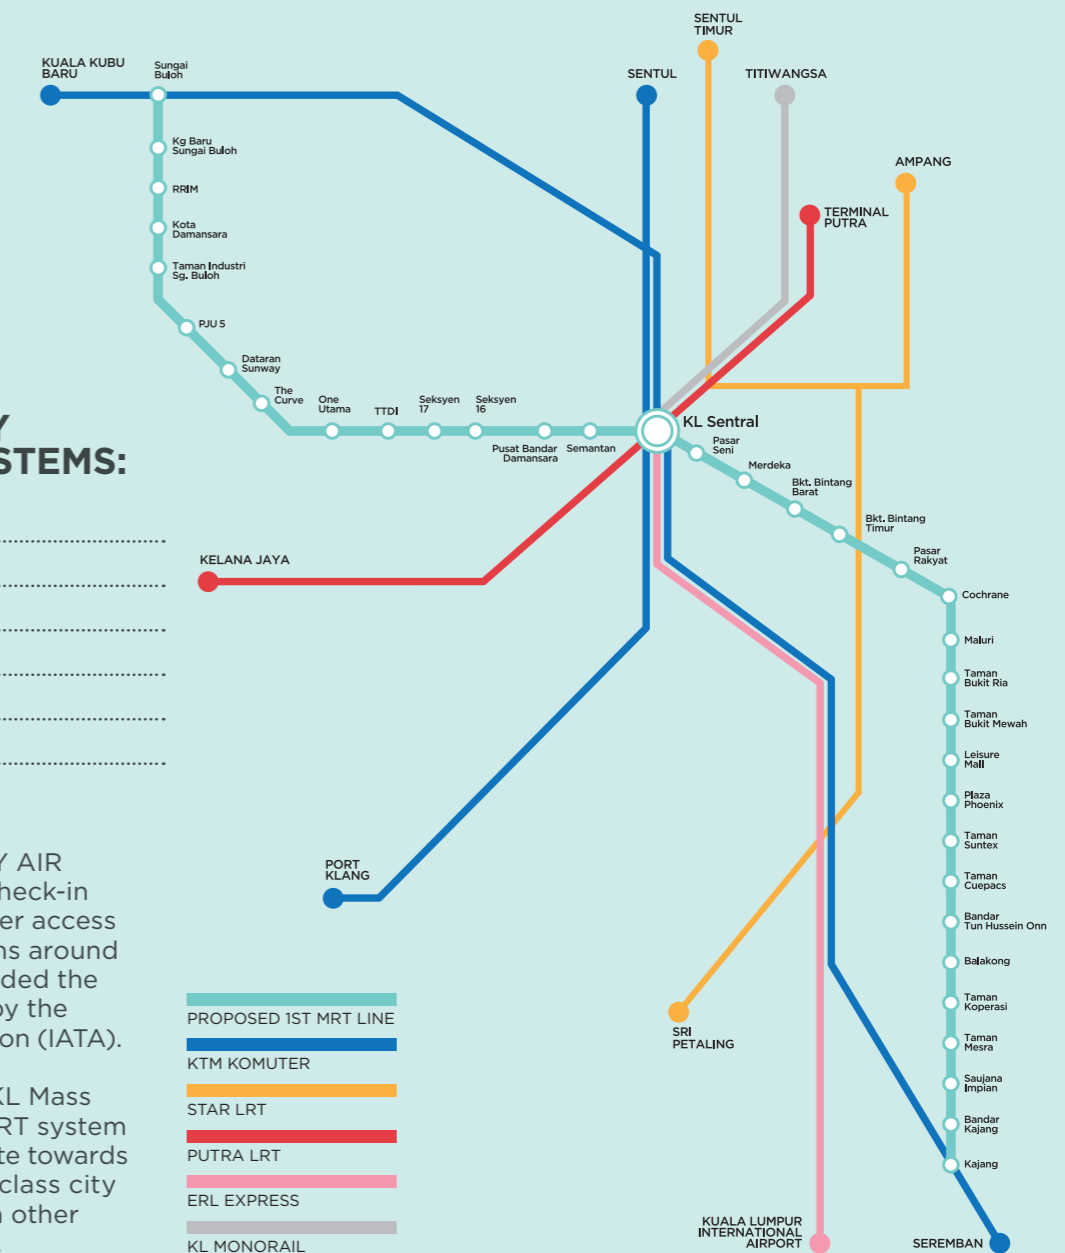 SENTUL
TIMUR
KUALA KUBU
BARU
Sungai
Buloh
SENTUL
TITIWANGSA
Kg Baru
Sungai Buloh
AMPANG
RRIM
TERMINAL
PUTRA
Kota
Damansara
Taman Industri
Sg. Buloh
PJU 5
Dataran
Sunway
The
Curve
One
Utama
TTDI
Seksyen
17
Seksyen
16
Pusat Bandar
Damansara
Semantan
KL Sentral
Pasar
Seni
Merdeka
Bkt. Bintang
Barat
Bkt. Bintang
Timur
Pasar
Rakyat
Cochrane
Maluri
Taman
Bukit Ria
Taman
Bukit Mewah
Leisure
Mall
Plaza
Phoenix
Taman
Suntex
Taman
Cuepacs
Bandar
Tun Hussein Onn
Balakong
Taman
Koperasi
Taman
Mesra
Saujana
Impian
Bandar
Kajang
Kajang
Y
STEMS:
KELANA JAYA
PORT
KLANG
SRI
PETALING
KUALA LUMPUR
INTERNATIONAL
AIRPORT
SEREMBAN
Y AIR
heck-in
er access
ns around
ded the
by the
on (IATA).
KL Mass
RT system
te towards
class city
n other
PROPOSED 1ST MRT LINE
KTM KOMUTER
STAR LRT
PUTRA LRT
ERL EXPRESS
KL MONORAIL